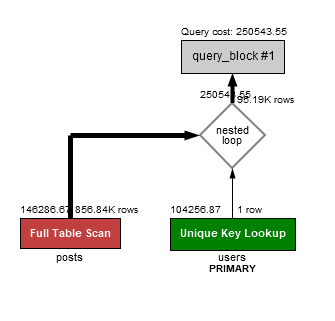 Query cost: 250543.55
query_block #1
250543.55
95.19K rows
nested
loop
146286.67 856.84K rows
104256.87 1 row
Full Table Scan
Unique Key Lookup
posts
users
PRIMARY